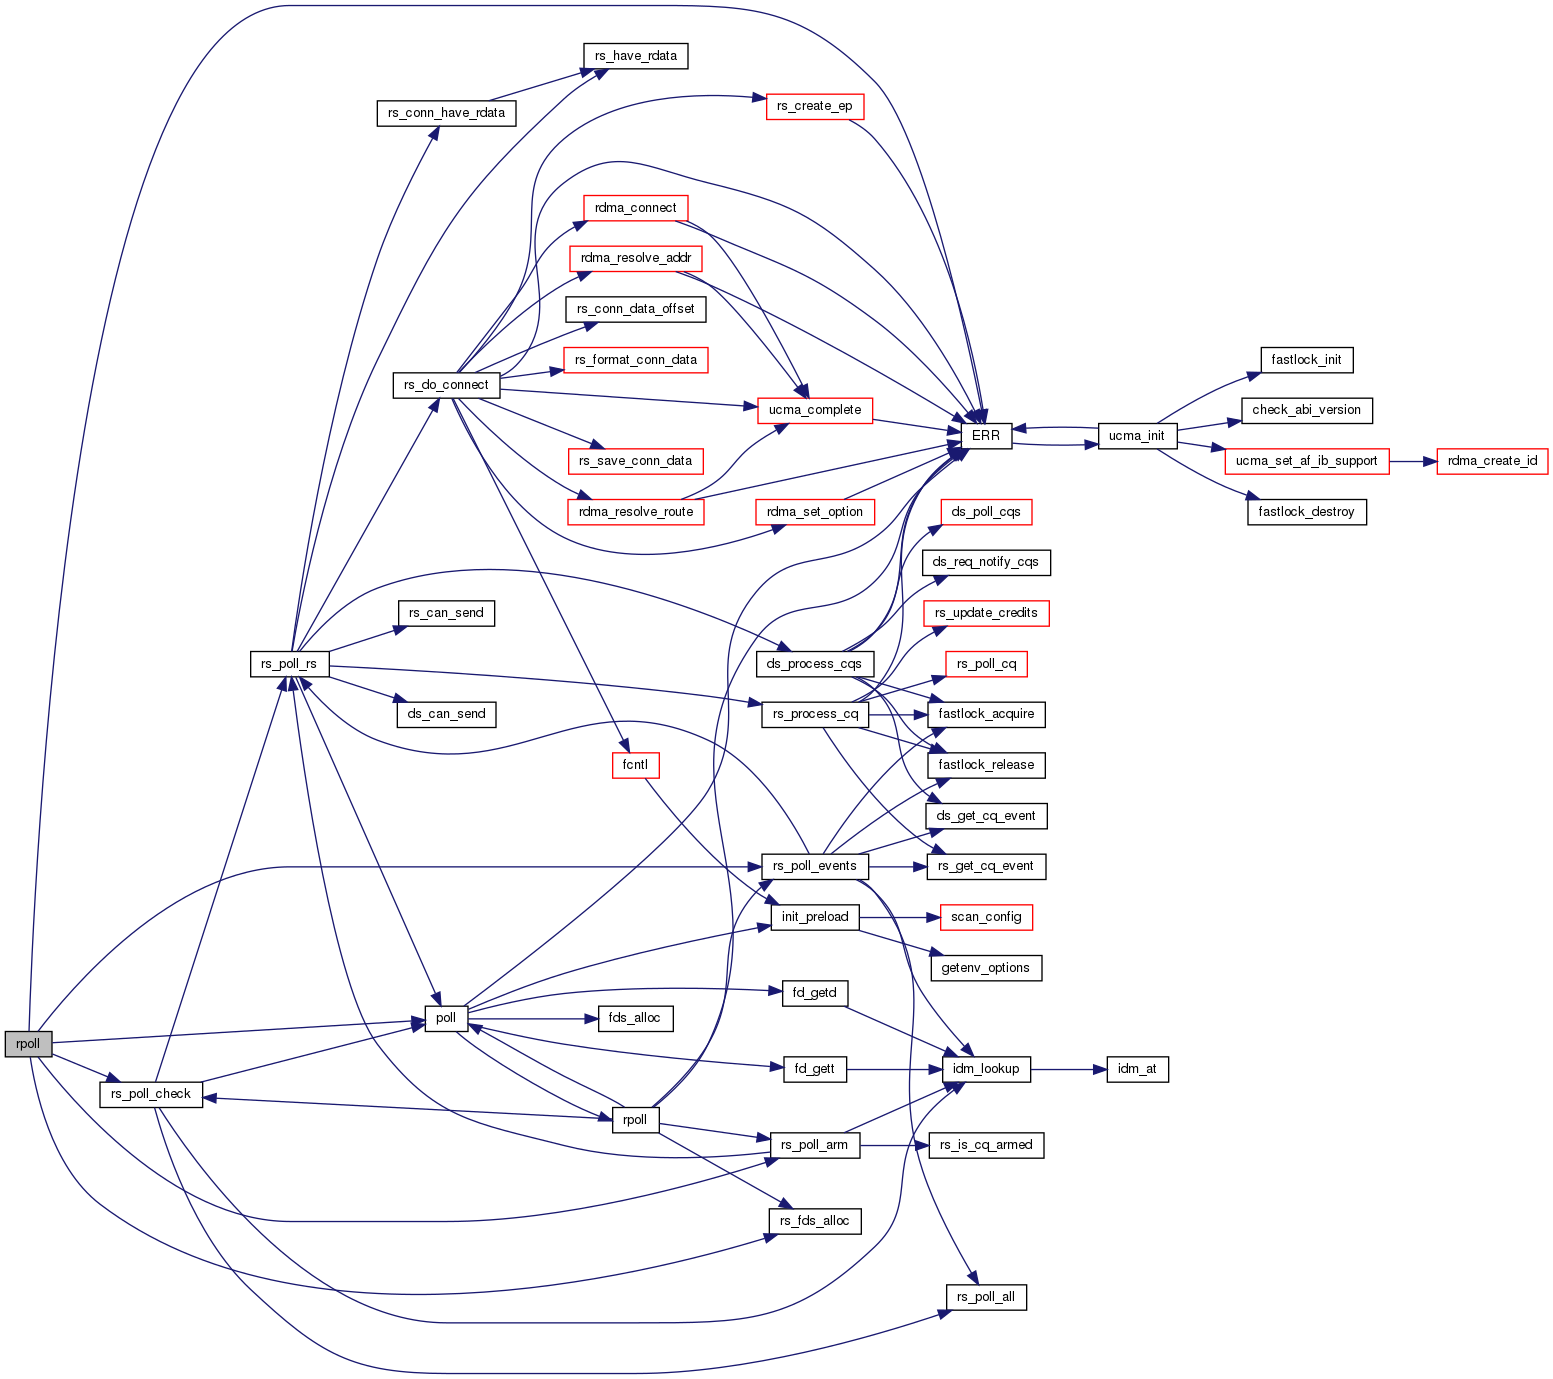 rs_have_rdata
rs_create_ep
rs_conn_have_rdata
rdma_connect
rdma_resolve_addr
rs_conn_data_offset
rs_format_conn_data
fastlock_init
rs_do_connect
ucma_complete
check_abi_version
ERR
ucma_init
rs_save_conn_data
ucma_set_af_ib_support
rdma_create_id
rdma_resolve_route
rdma_set_option
ds_poll_cqs
fastlock_destroy
ds_req_notify_cqs
rs_can_send
rs_update_credits
rs_poll_rs
ds_process_cqs
rs_poll_cq
ds_can_send
rs_process_cq
fastlock_acquire
fcntl
fastlock_release
ds_get_cq_event
rs_poll_events
rs_get_cq_event
init_preload
scan_config
getenv_options
fd_getd
poll
fds_alloc
rpoll
fd_gett
idm_lookup
idm_at
rs_poll_check
rpoll
rs_poll_arm
rs_is_cq_armed
rs_fds_alloc
rs_poll_all